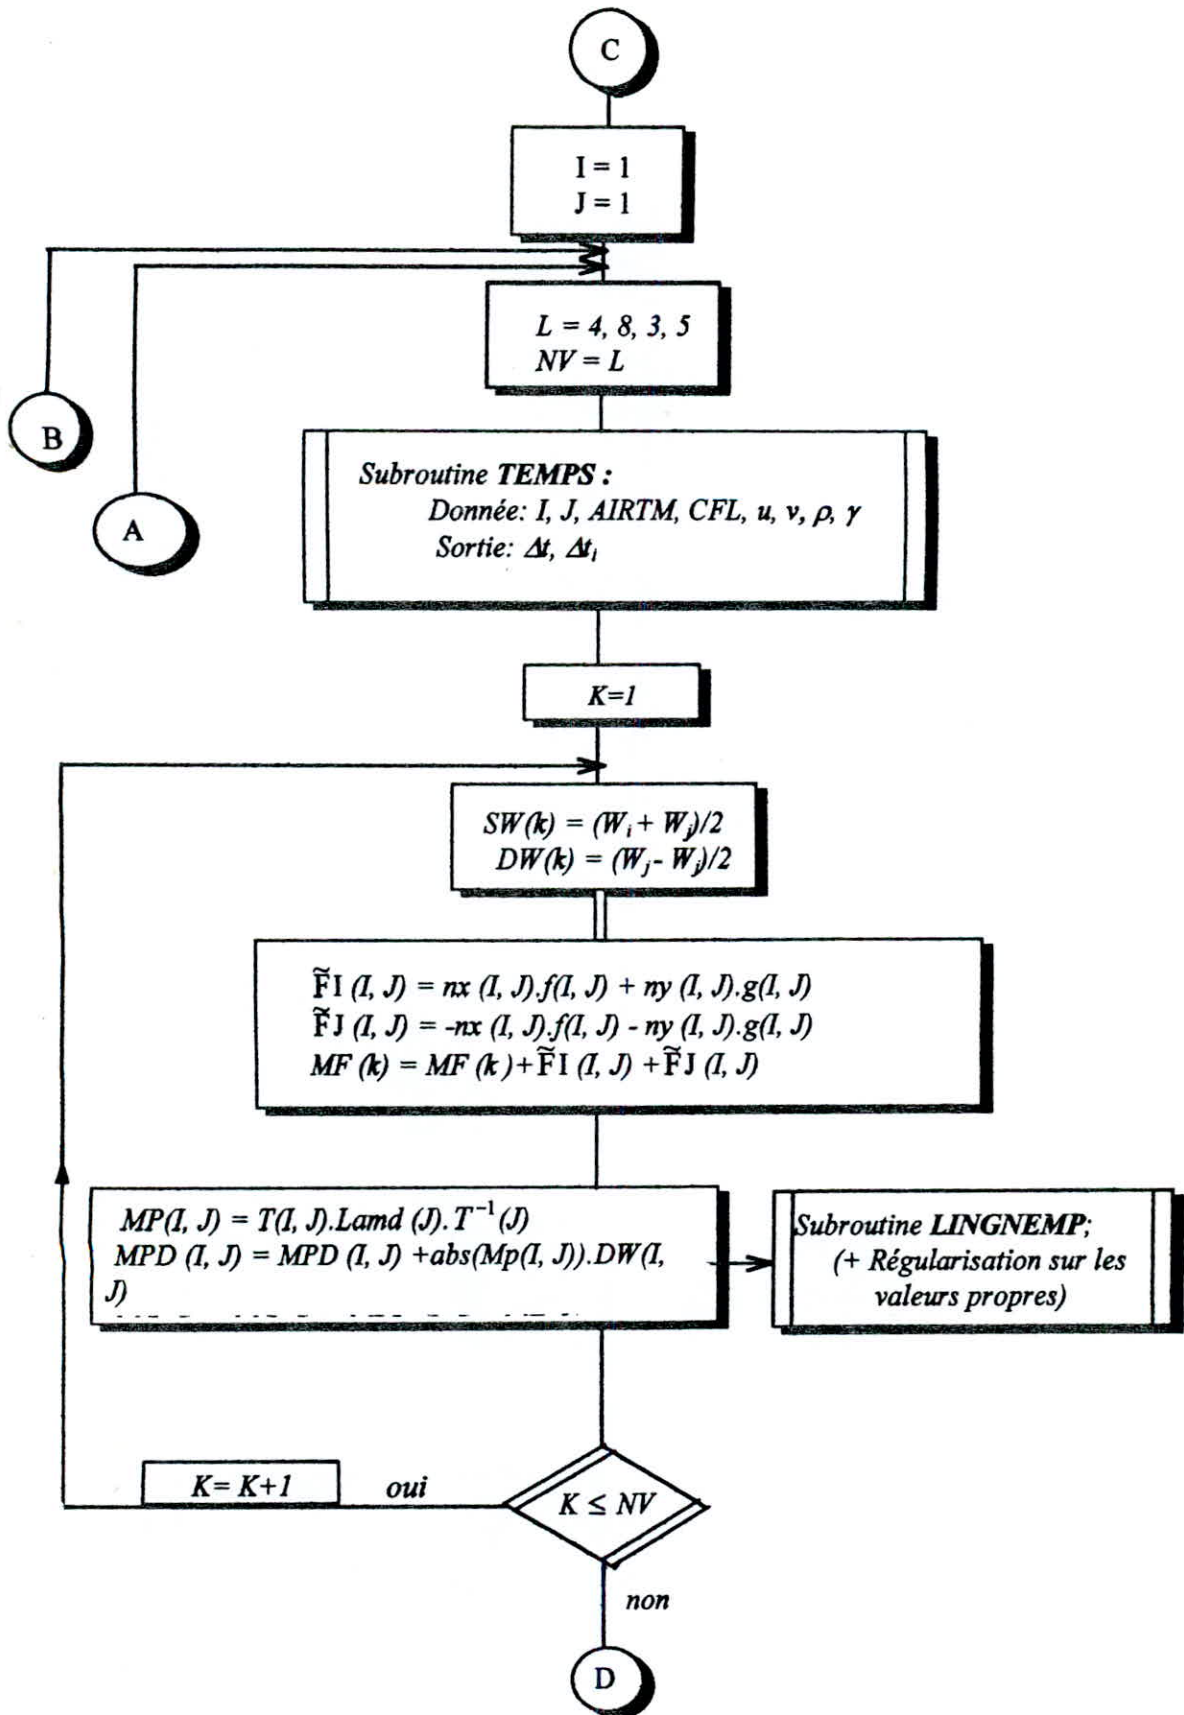 C
I = 1
J = 1
L = 4, 8, 3, 5
NV = L
B
A
Subroutine TEMPS :
Donnée: I, J, AIRTM, CFL, u, v, ρ, γ
Sortie: Δt, Δtᵢ
K=1
SW(k) = (Wᵢ + Wⱼ)/2
DW(k) = (Wⱼ - Wⱼ)/2
F̃I (I, J) = nx (I, J).f(I, J) + ny (I, J).g(I, J)
F̃J (I, J) = -nx (I, J).f(I, J) - ny (I, J).g(I, J)
MF (k) = MF (k) + F̃I (I, J) + F̃J (I, J)
MP(I, J) = T(I, J).Lamd (J). T⁻¹(J)
MPD (I, J) = MPD (I, J) +abs(Mp(I, J)).DW(I,
J)
Subroutine LINGNEMP;
(+ Régularisation sur les
valeurs propres)
K= K+1
oui
K ≤ NV
non
D